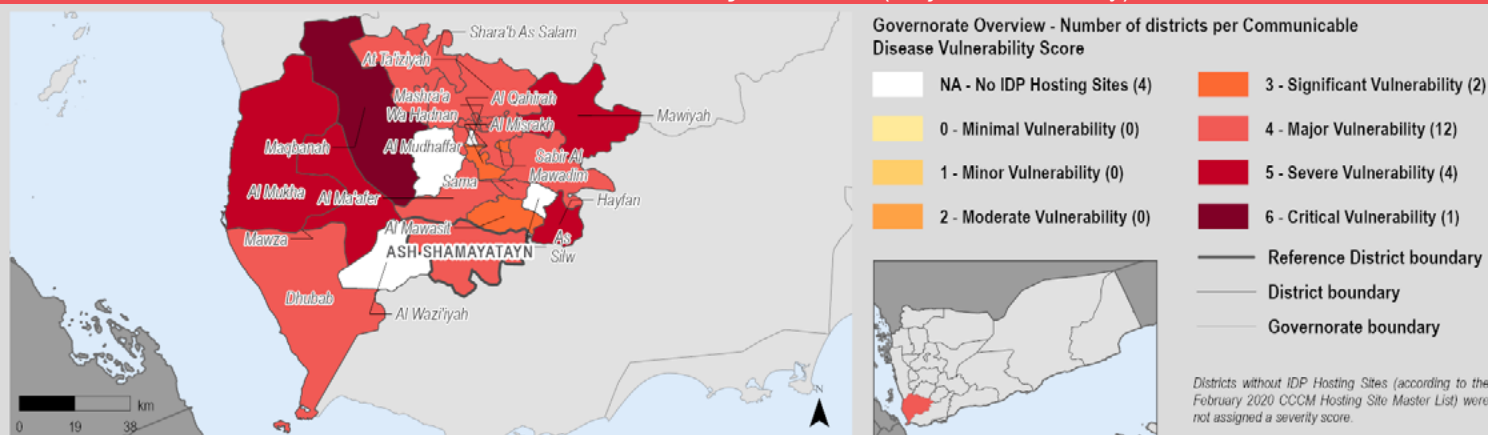 Shara'b As Salam
At Ta'iziyah
Mashra'a
Wa Hadnan
Al Qahirah
Al Misrakh
Mawiyah
Maqbanah
Al Mudhaffar
Sabir Al
Mawadim
Sama
Al Mukha
Al Ma'afer
Hayfan
Al Mawasit
Mawza
As
Silw
ASH SHAMAYATAYN
Dhubab
Al Wazi'iyah
km
0 19 38
N
Governorate Overview - Number of districts per Communicable
Disease Vulnerability Score
NA - No IDP Hosting Sites (4)
0 - Minimal Vulnerability (0)
1 - Minor Vulnerability (0)
2 - Moderate Vulnerability (0)
3 - Significant Vulnerability (2)
4 - Major Vulnerability (12)
5 - Severe Vulnerability (4)
6 - Critical Vulnerability (1)
Reference District boundary
District boundary
Governorate boundary
Districts without IDP Hosting Sites (according to the
February 2020 CCCM Hosting Site Master List) were
not assigned a severity score.